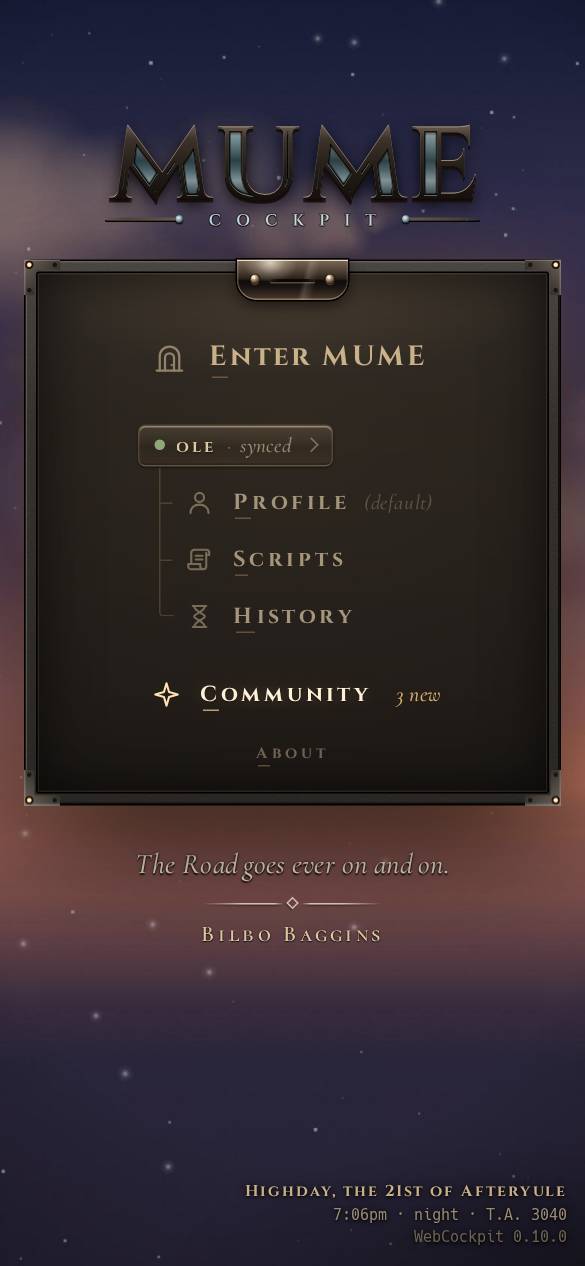 MUME
COCKPIT
ENTER MUME
OLE · synced
PROFILE (default)
SCRIPTS
HISTORY
COMMUNITY 3 new
ABOUT
The Road goes ever on and on.
BILBO BAGGINS
HIGHDAY, THE 21ST OF AFTERYULE
7:06pm · night · T.A. 3040
WebCockpit 0.10.0